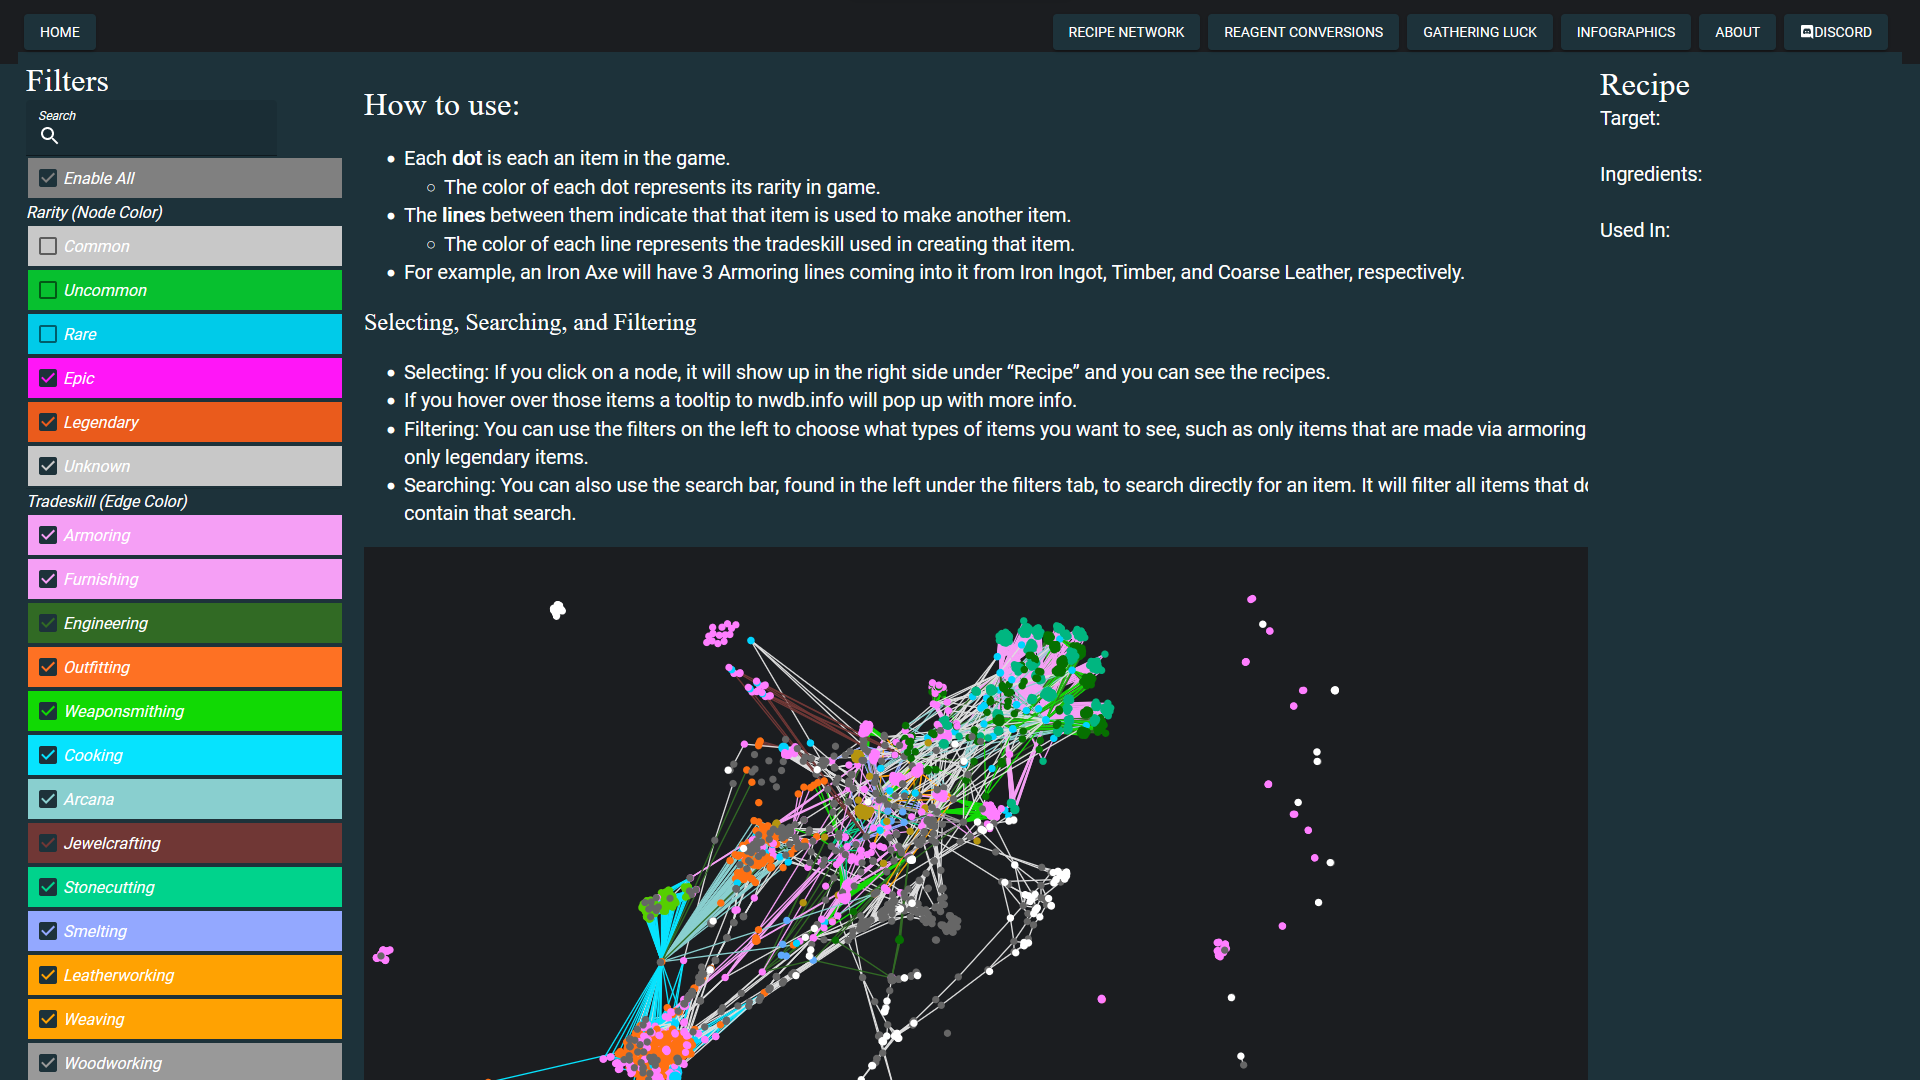 HOME
RECIPE NETWORK
REAGENT CONVERSIONS
GATHERING LUCK
INFOGRAPHICS
ABOUT
DISCORD
Filters
Search
Enable All
Rarity (Node Color)
Common
Uncommon
Rare
Epic
Legendary
Unknown
Tradeskill (Edge Color)
Armoring
Furnishing
Engineering
Outfitting
Weaponsmithing
Cooking
Arcana
Jewelcrafting
Stonecutting
Smelting
Leatherworking
Weaving
Woodworking
How to use:
Each dot is each an item in the game.
The color of each dot represents its rarity in game.
The lines between them indicate that that item is used to make another item.
The color of each line represents the tradeskill used in creating that item.
For example, an Iron Axe will have 3 Armoring lines coming into it from Iron Ingot, Timber, and Coarse Leather, respectively.
Selecting, Searching, and Filtering
Selecting: If you click on a node, it will show up in the right side under “Recipe” and you can see the recipes.
If you hover over those items a tooltip to nwdb.info will pop up with more info.
Filtering: You can use the filters on the left to choose what types of items you want to see, such as only items that are made via armoring
only legendary items.
Searching: You can also use the search bar, found in the left under the filters tab, to search directly for an item. It will filter all items that
contain that search.
Recipe
Target:
Ingredients:
Used In: